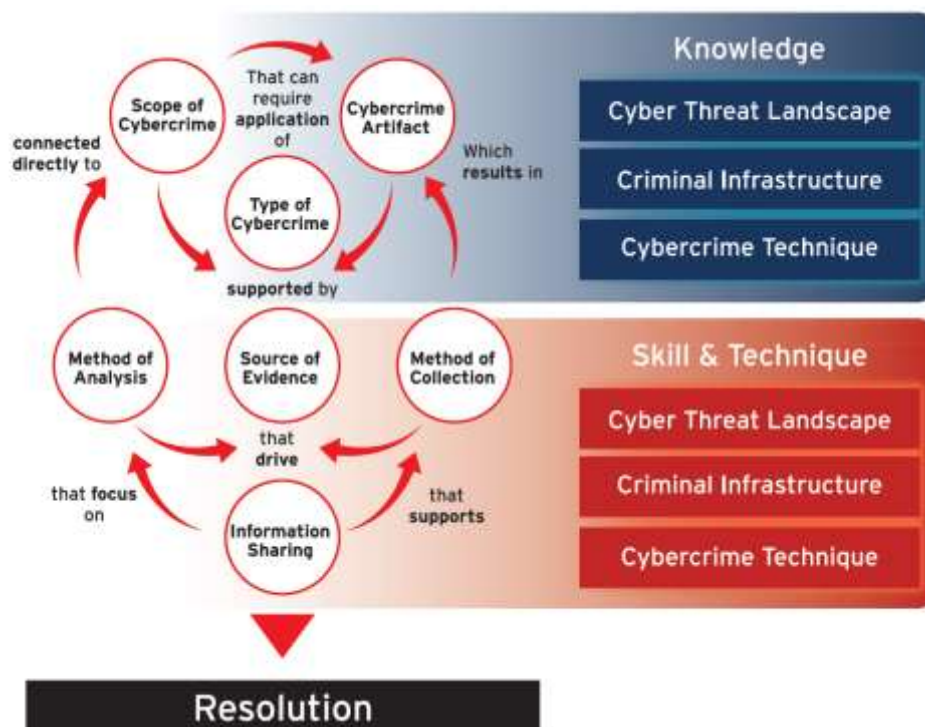 Knowledge
Cyber Threat Landscape
Criminal Infrastructure
Cybercrime Technique
That can
require
application
of
Scope of
Cybercrime
Cybercrime
Artifact
connected
directly to
Which
results in
Type of
Cybercrime
supported by
Skill & Technique
Cyber Threat Landscape
Criminal Infrastructure
Cybercrime Technique
Method of
Analysis
Source of
Evidence
Method of
Collection
that
drive
that focus
on
that
supports
Information
Sharing
Resolution